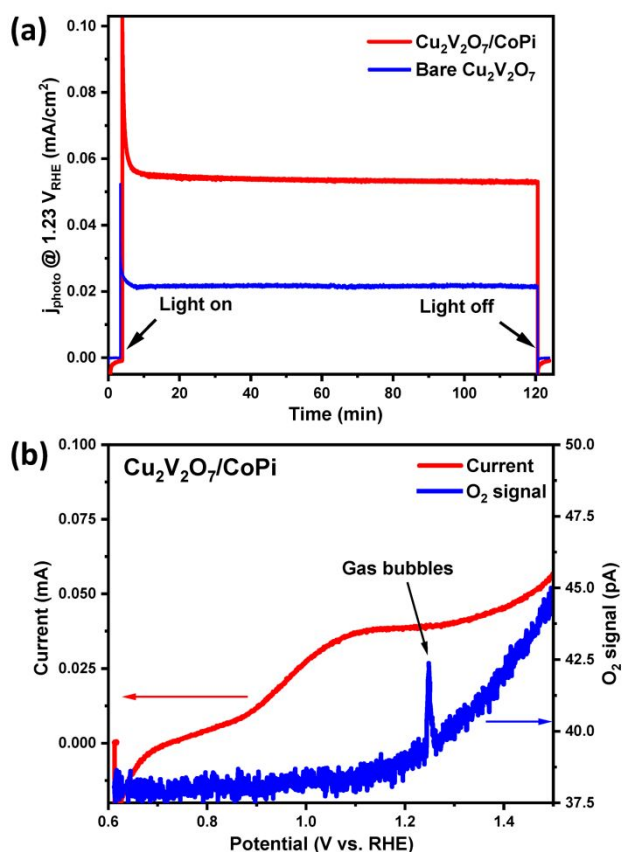 (a)
Cu₂V₂O₇/CoPi
Bare Cu₂V₂O₇
j_photo @ 1.23 V_RHE (mA/cm²)
0.10
0.08
0.06
0.04
0.02
0.00
Light on
Light off
0 20 40 60 80 100 120
Time (min)
(b)
Cu₂V₂O₇/CoPi
Current
O₂ signal
Gas bubbles
Current (mA)
0.100
0.075
0.050
0.025
0.000
O₂ signal (pA)
50.0
47.5
45.0
42.5
40.0
37.5
0.6 0.8 1.0 1.2 1.4
Potential (V vs. RHE)